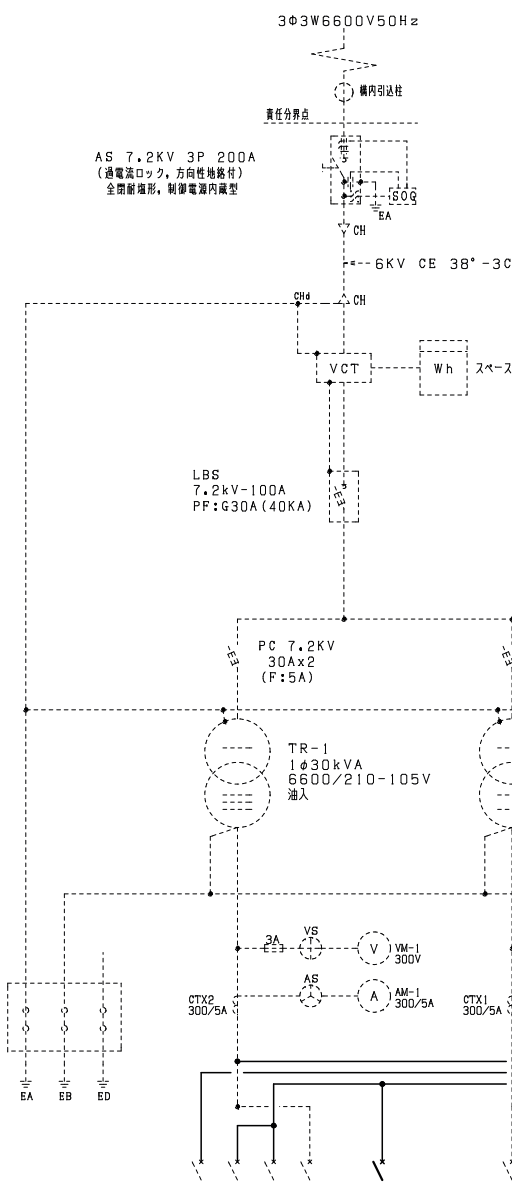 3Φ3W6600V50Hz
構内引込柱
責任分界点
AS 7.2KV 3P 200A
(過電流ロック，方向性地絡付)
全閉耐塩形，制御電源内蔵型
SOG
EA
CH
6KV CE 38°-3C
CHd
CH
VCT
Wh
スペース
LBS
7.2kV-100A
PF:G30A(40KA)
PC 7.2KV
30Ax2
(F:5A)
TR-1
1φ30kVA
6600/210-105V
油入
3A
VS
V
VM-1
300V
CTX2
300/5A
AS
A
AM-1
300/5A
CTX1
300/5A
EA
EB
ED